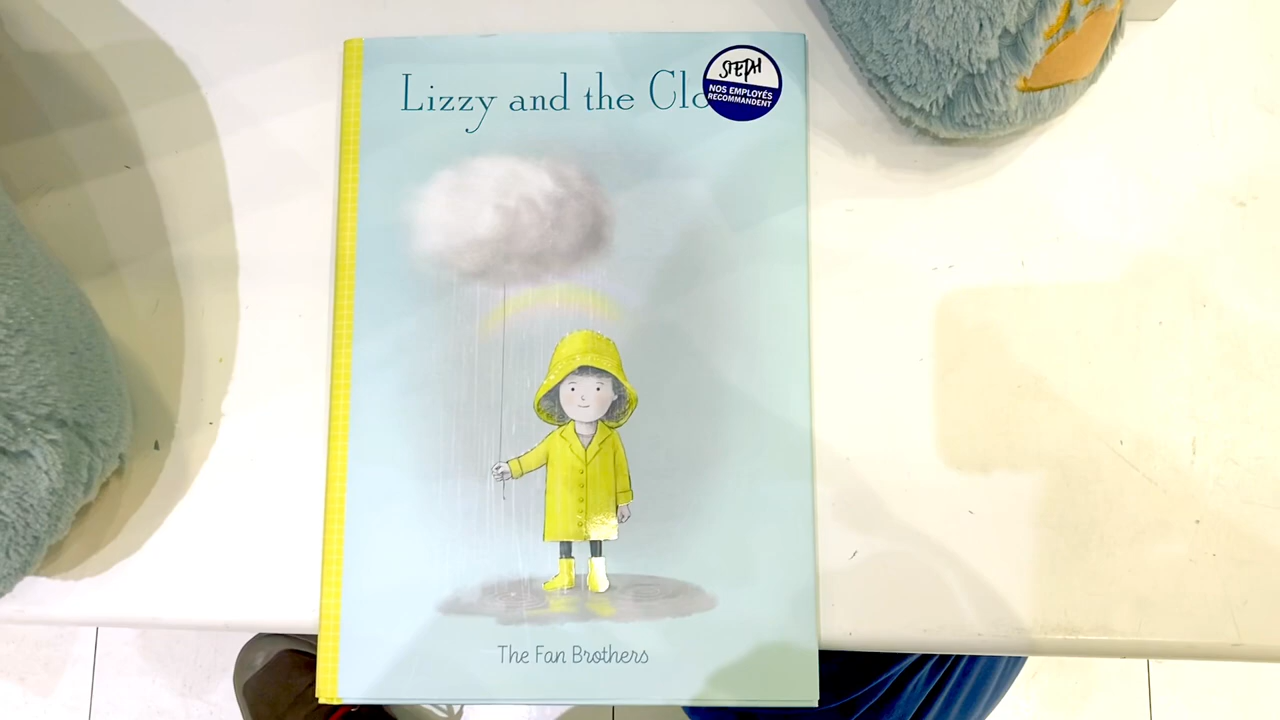 Lizzy and the Clo
STEPH
NOS EMPLOYÉS
RECOMMANDENT
The Fan Brothers